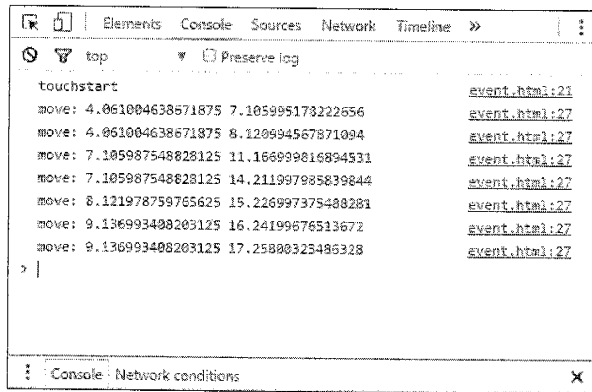 Elements Console Sources Network Timeline »
top ▼ Preserve log
touchstart event.html:21
move: 4.061004638671875 7.105995178222656 event.html:27
move: 4.061004638671875 8.120994567871094 event.html:27
move: 7.105987548828125 11.166999816894531 event.html:27
move: 7.105987548828125 14.211997985839844 event.html:27
move: 8.121978759765625 15.226997375488281 event.html:27
move: 9.136993408203125 16.24199676513672 event.html:27
move: 9.136993408203125 17.25800323486328 event.html:27
>
Console Network conditions ×